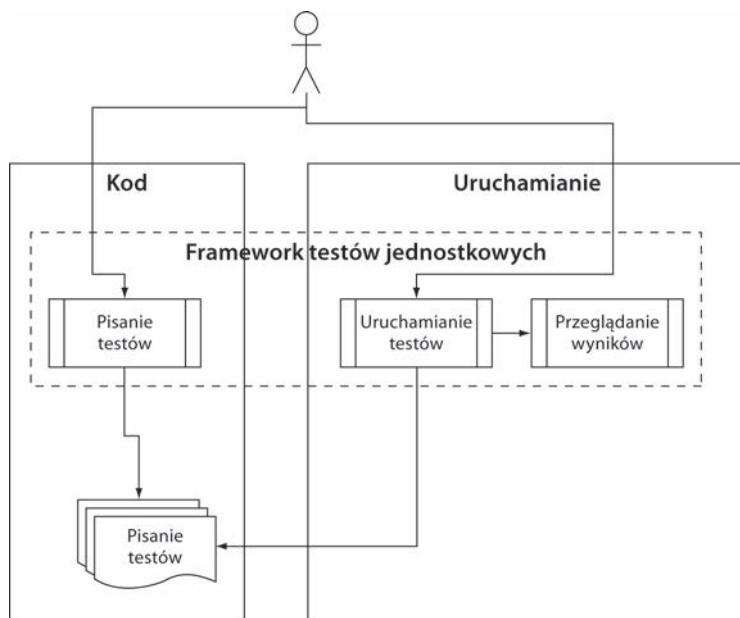 Kod
Uruchamianie
Framework testów jednostkowych
Pisanie
testów
Uruchamianie
testów
Przeglądanie
wyników
Pisanie
testów